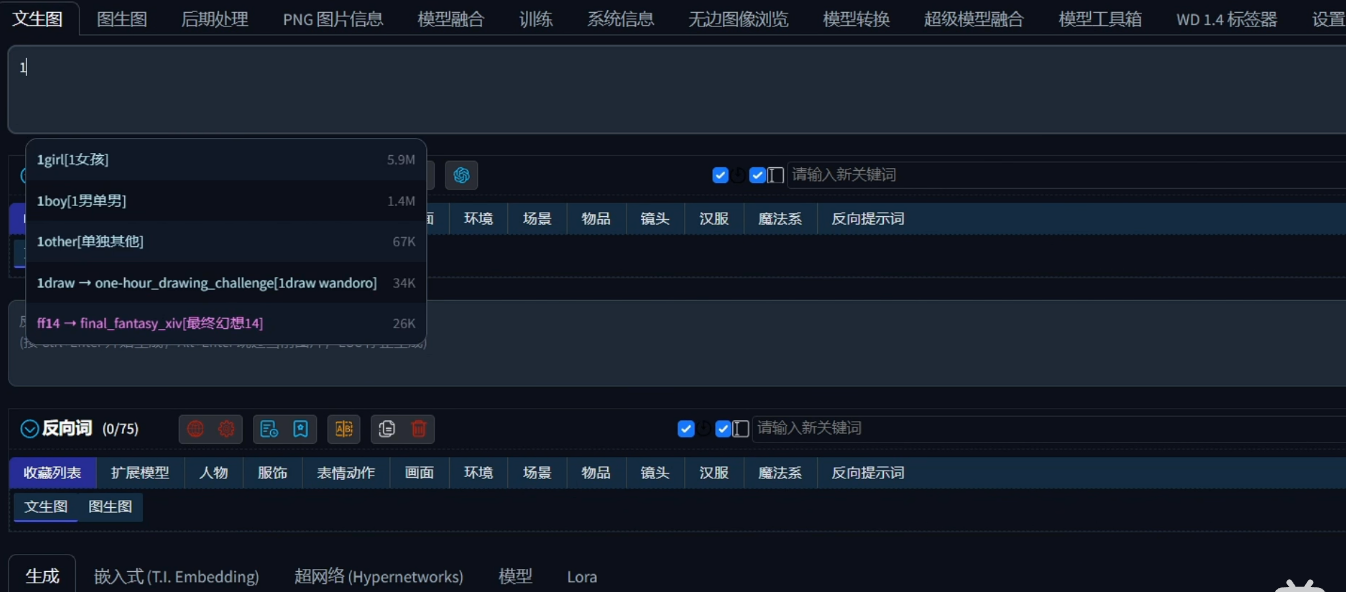 文生图 图生图 后期处理 PNG 图片信息 模型融合 训练 系统信息 无边图像浏览 模型转换 超级模型融合 模型工具箱 WD 1.4 标签器 设置
1
1girl[1女孩] 5.9M
请输入新关键词
1boy[1男单男] 1.4M
面 环境 场景 物品 镜头 汉服 魔法系 反向提示词
1other[单独其他] 67K
1draw → one-hour_drawing_challenge[1draw wandoro] 34K
ff14 → final_fantasy_xiv[最终幻想14] 26K
反向词 (0/75) 请输入新关键词
收藏列表 扩展模型 人物 服饰 表情动作 画面 环境 场景 物品 镜头 汉服 魔法系 反向提示词
文生图 图生图
生成 嵌入式 (T.I. Embedding) 超网络 (Hypernetworks) 模型 Lora